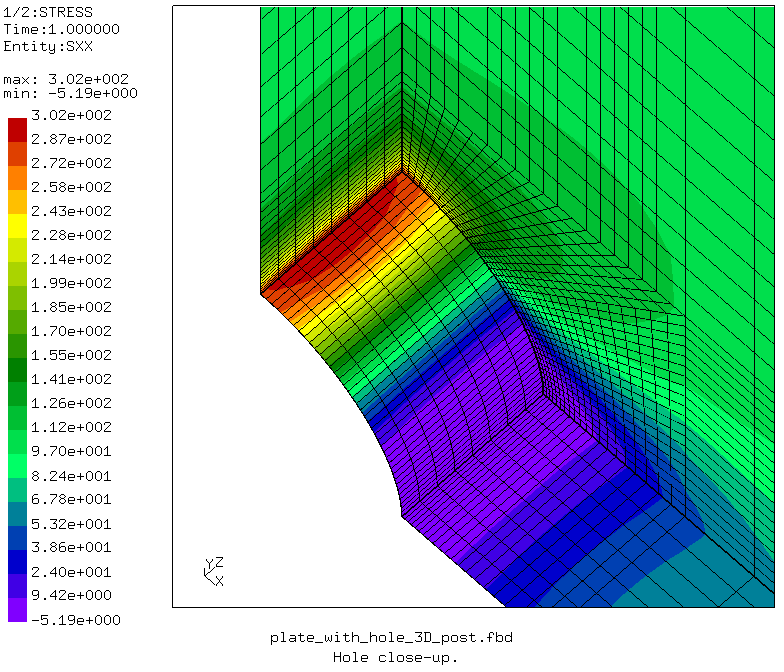 1/2:STRESS
Time:1.000000
Entity:SXX
max: 3.02e+002
min: -5.19e+000
3.02e+002
2.87e+002
2.72e+002
2.58e+002
2.43e+002
2.28e+002
2.14e+002
1.99e+002
1.85e+002
1.70e+002
1.55e+002
1.41e+002
1.26e+002
1.12e+002
9.70e+001
8.24e+001
6.78e+001
5.32e+001
3.86e+001
2.40e+001
9.42e+000
-5.19e+000
Y Z
X
plate_with_hole_3D_post.fbd
Hole close-up.